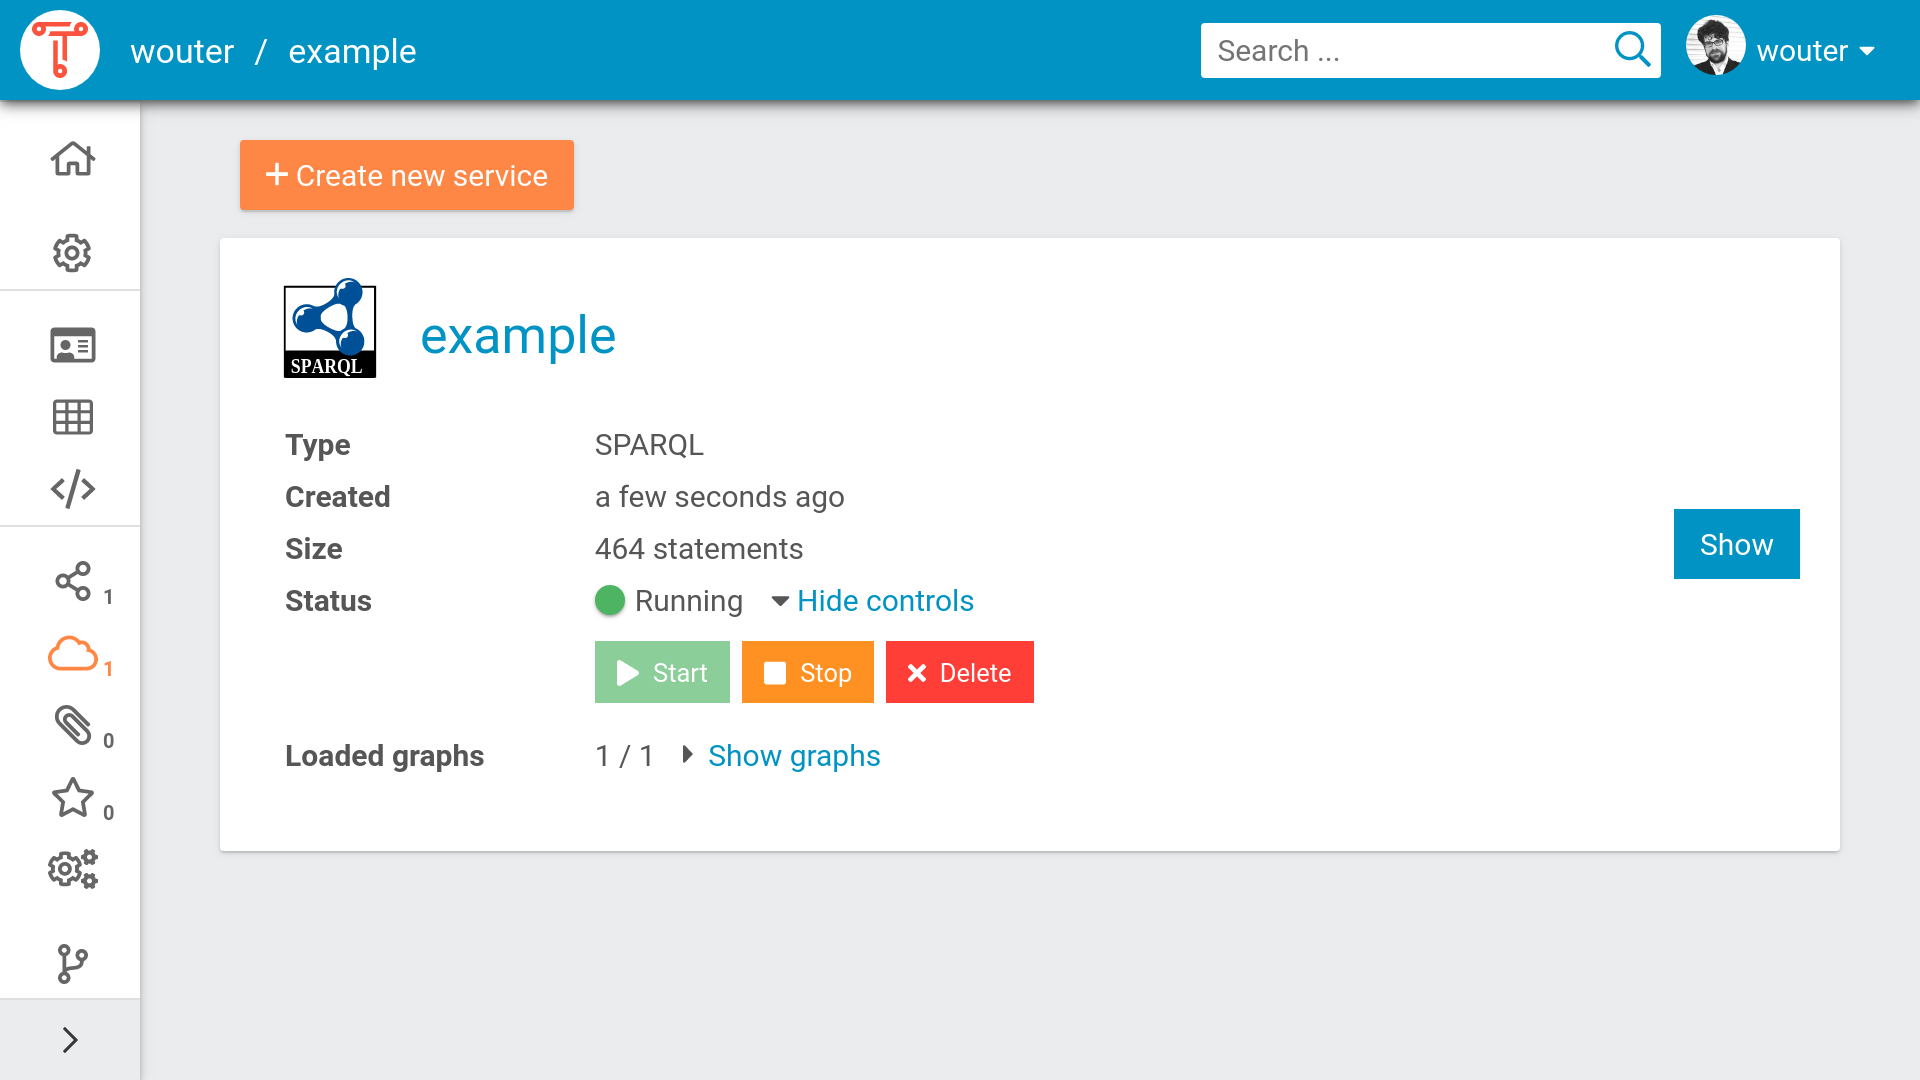 wouter / example
Search ...
wouter
+ Create new service
SPARQL
example
Type SPARQL
Created a few seconds ago
Size 464 statements
Show
Status Running Hide controls
1
Start Stop Delete
1
0
Loaded graphs 1 / 1 Show graphs
0